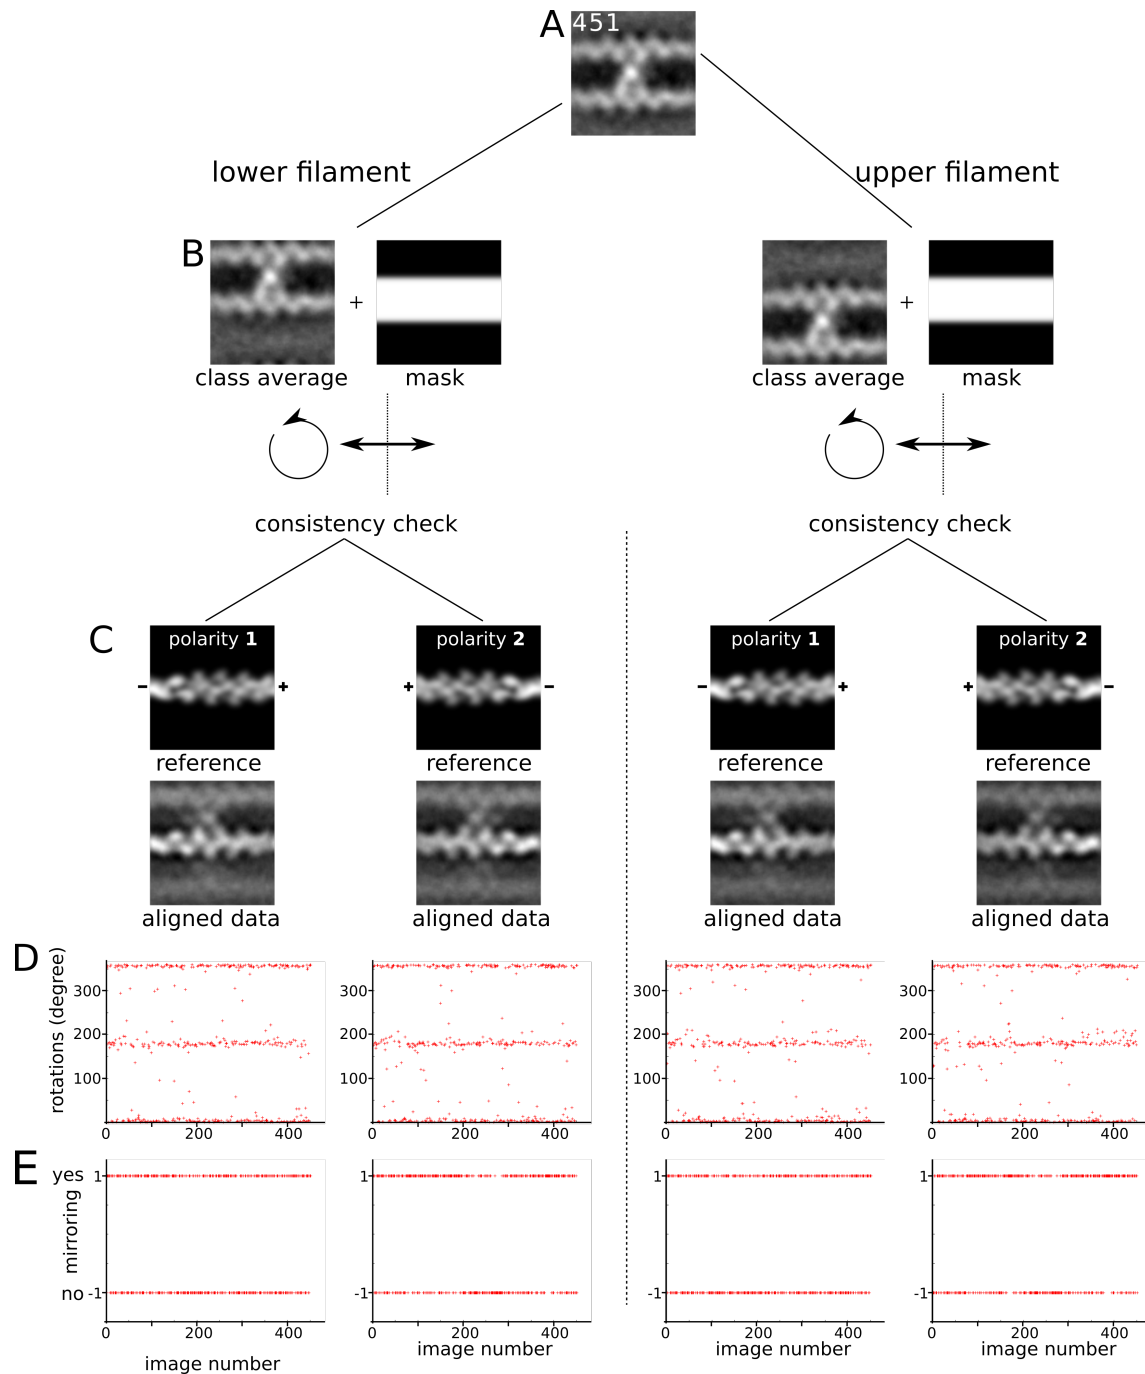 A 451
lower filament
upper filament
B
+
+
class average mask
class average mask
consistency check
consistency check
C
polarity 1
polarity 2
polarity 1
polarity 2
- +
+ -
- +
+ -
reference
reference
reference
reference
aligned data
aligned data
aligned data
aligned data
D
rotations (degree)
300
200
100
0 200 400
300
200
100
0 200 400
300
200
100
0 200 400
300
200
100
0 200 400
E
mirroring
yes 1
no -1
0 200 400
image number
1
-1
0 200 400
image number
1
-1
0 200 400
image number
1
-1
0 200 400
image number